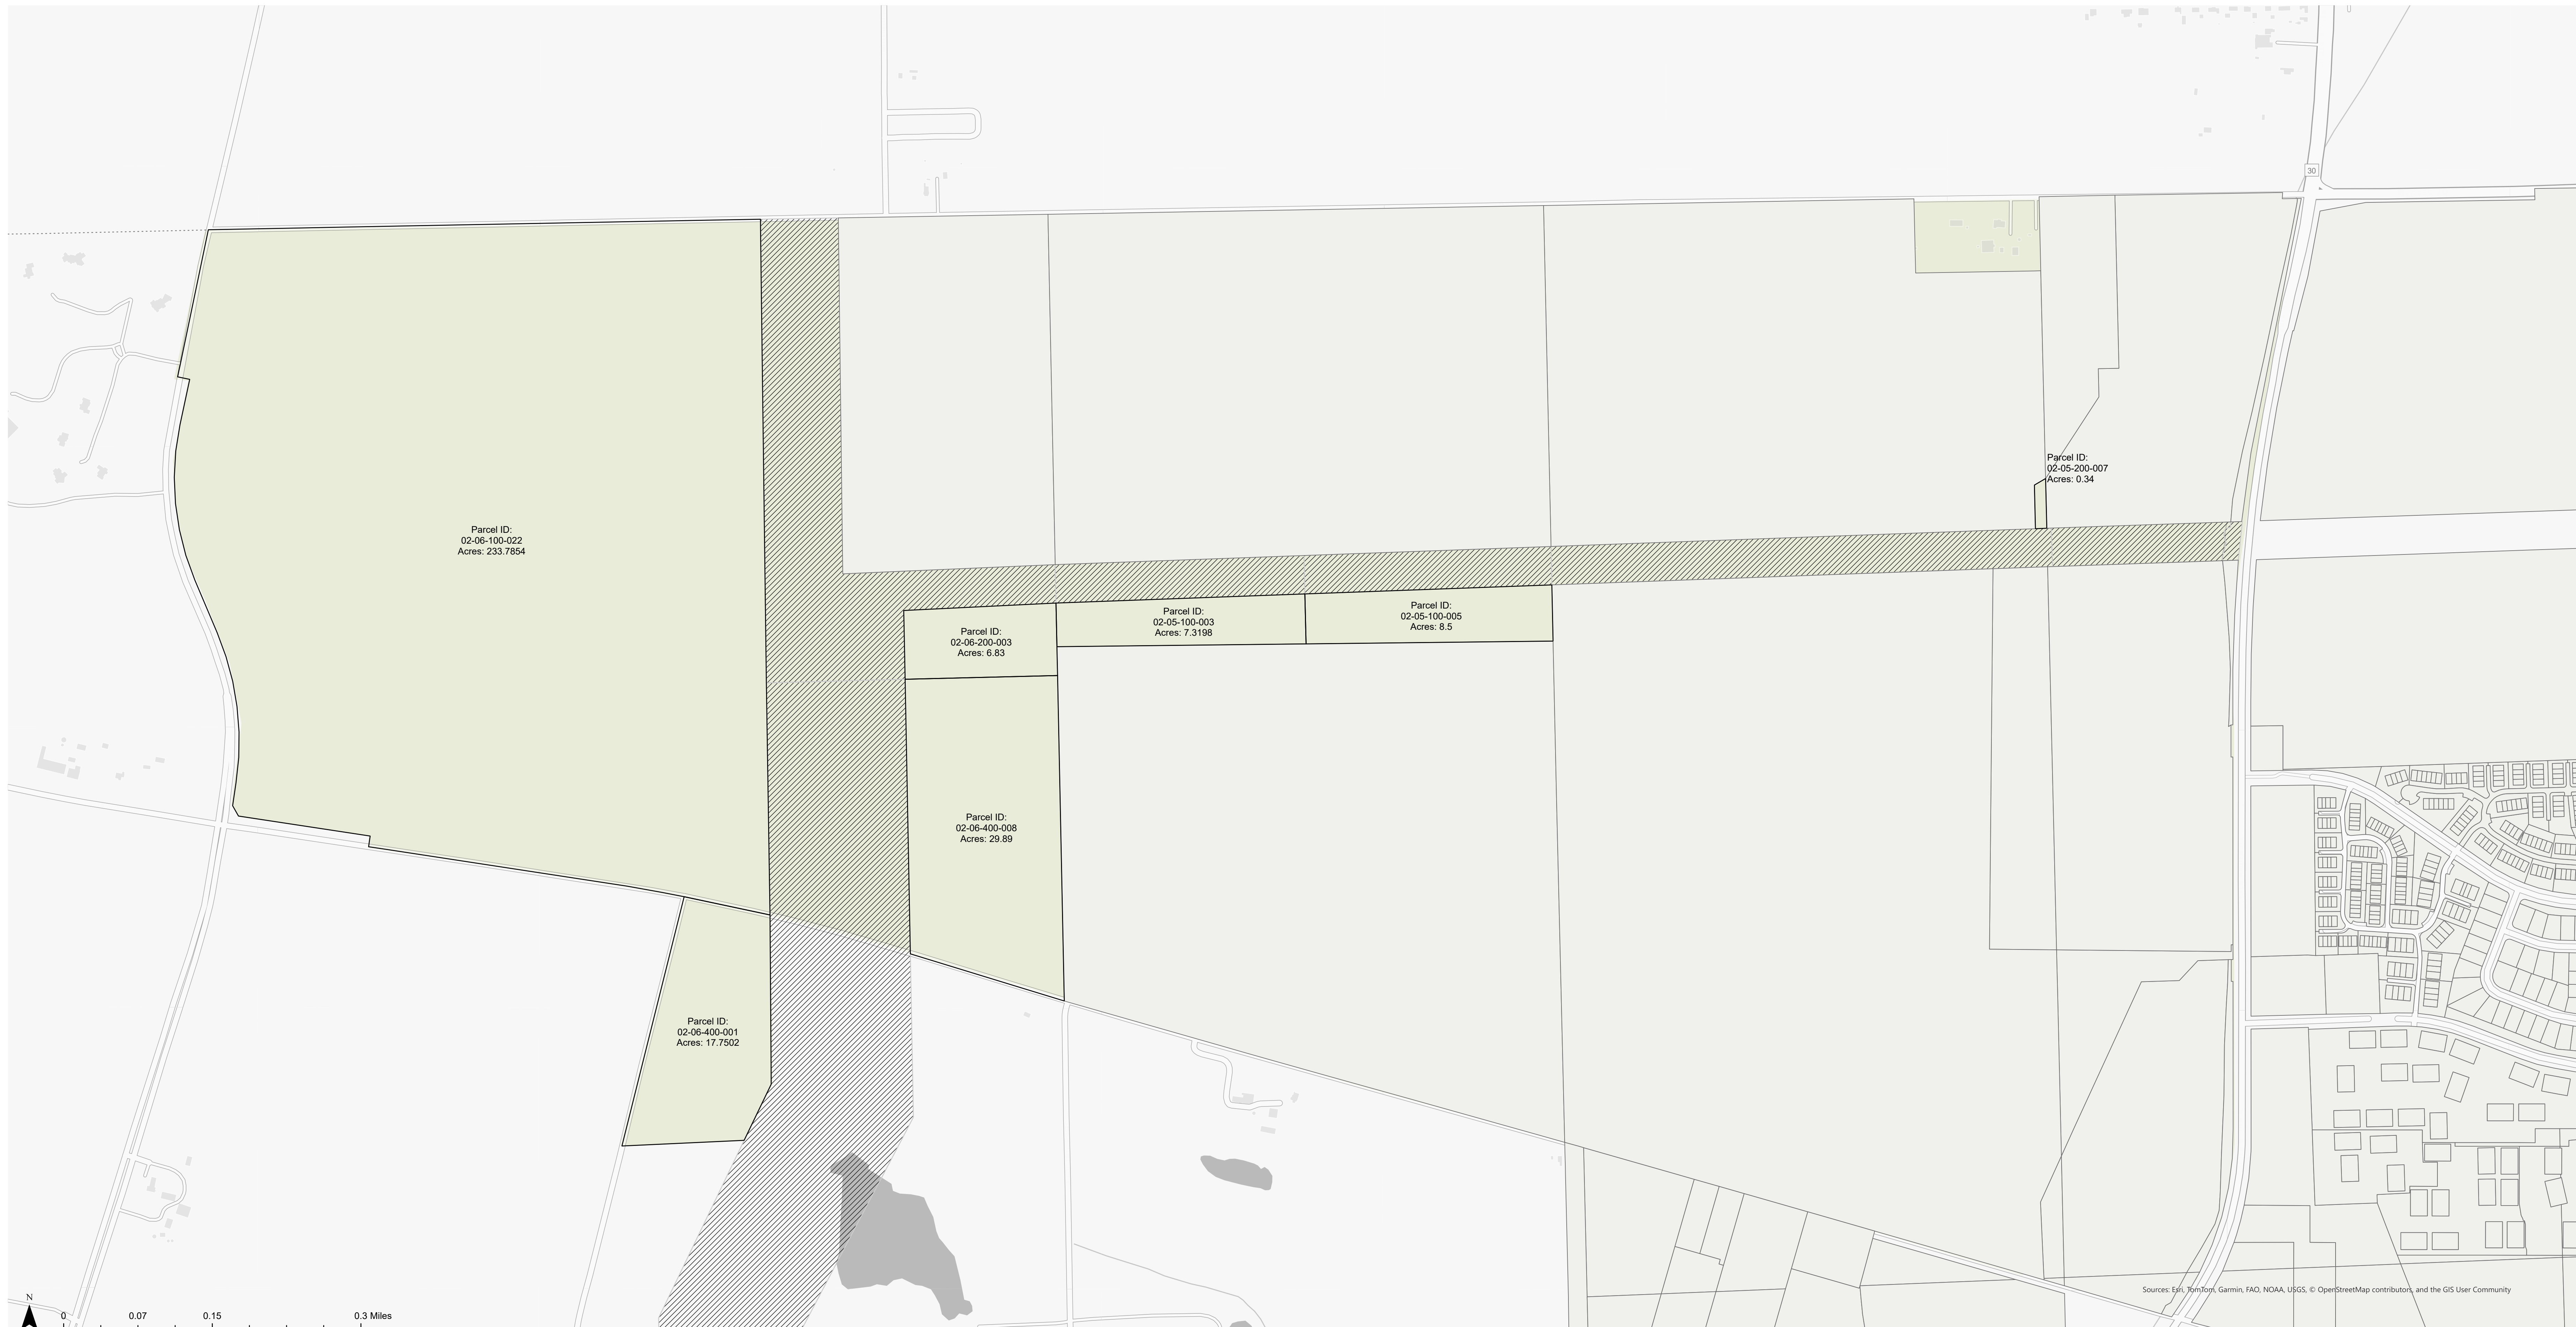 30
Parcel ID:
02-05-200-007
Acres: 0.34
Parcel ID:
02-06-100-022
Acres: 233.7854
Parcel ID:
02-05-100-005
Acres: 8.5
Parcel ID:
02-05-100-003
Acres: 7.3198
Parcel ID:
02-06-200-003
Acres: 6.83
Parcel ID:
02-06-400-008
Acres: 29.89
Parcel ID:
02-06-400-001
Acres: 17.7502
Sources: Esri, TomTom, Garmin, FAO, NOAA, USGS, © OpenStreetMap contributors, and the GIS User Community
N
0 0.07 0.15 0.3 Miles